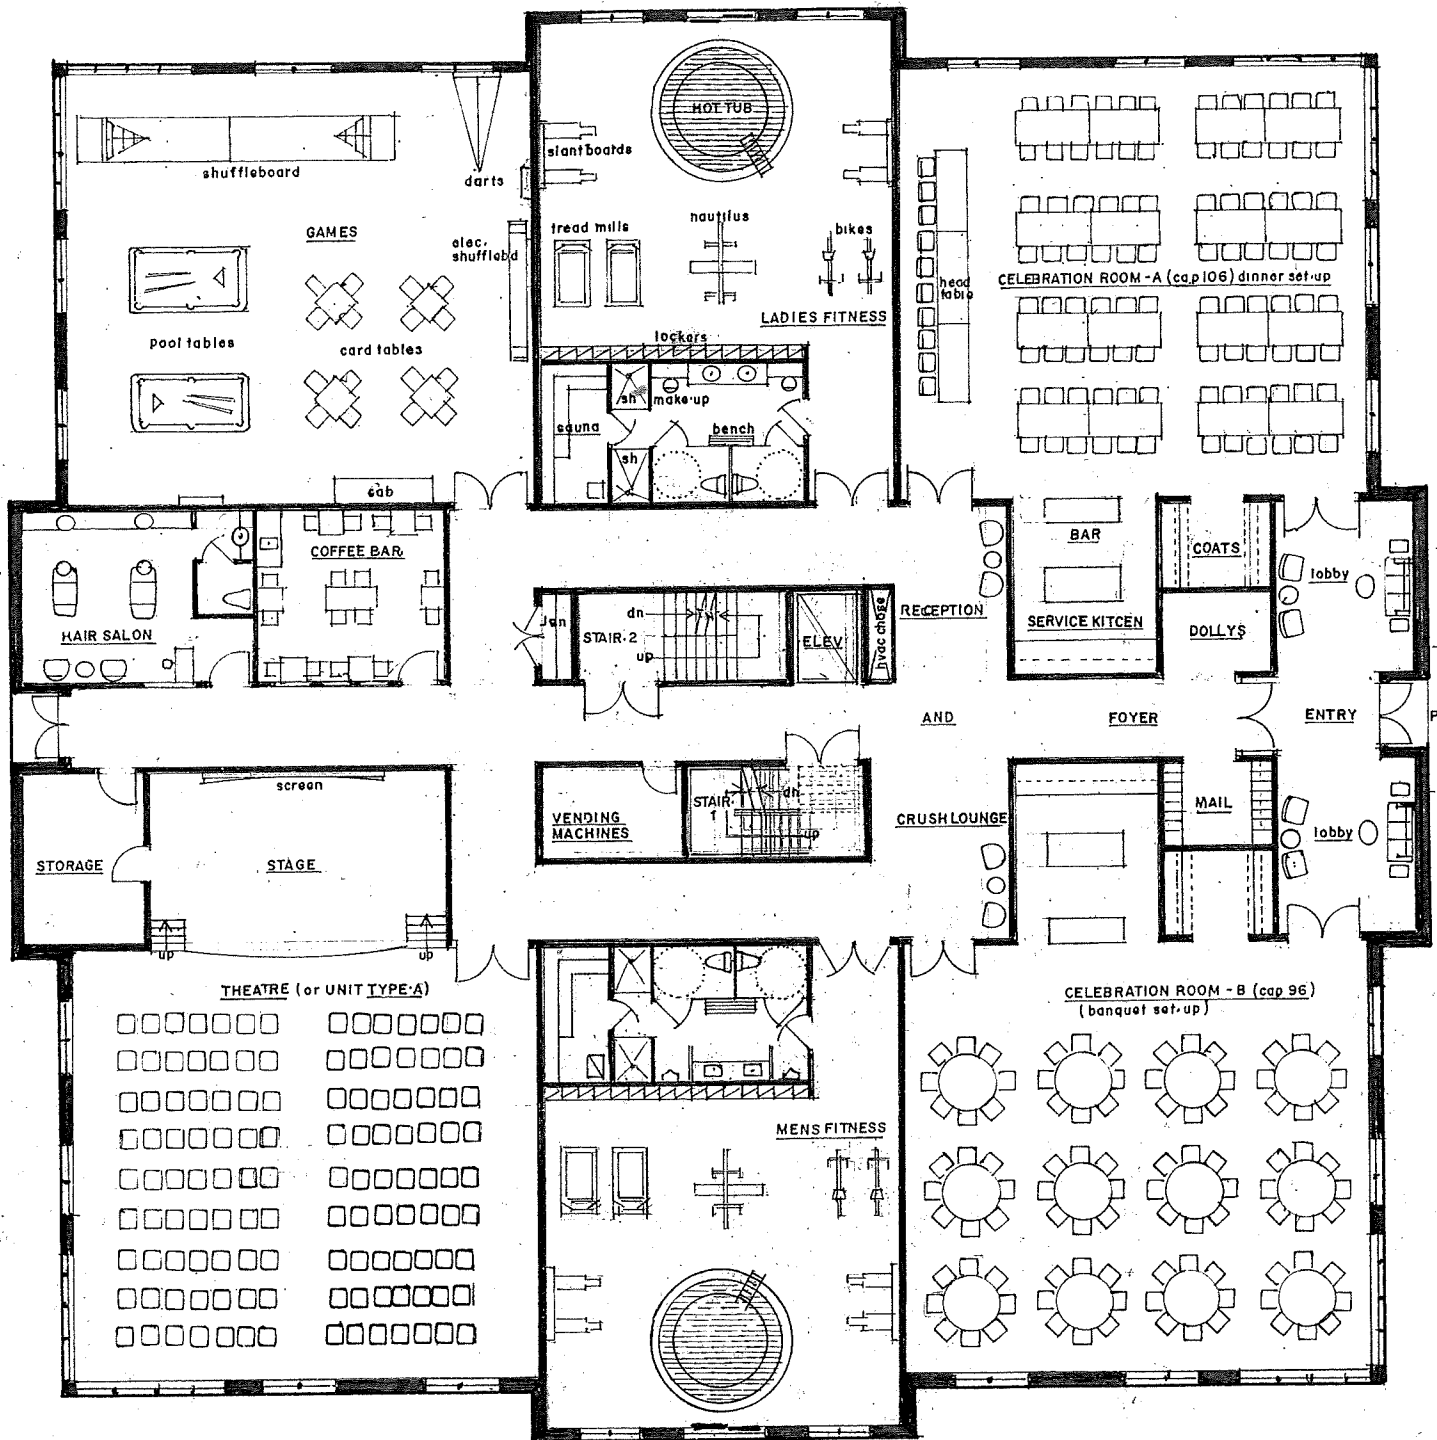 HOT TUB
slantboards
shuffleboard
darts
nautilus
tread mills
bikes
GAMES
elec.
shufflebd
CELEBRATION ROOM - A (cap 106) dinner set-up
head
table
LADIES FITNESS
pool tables
card tables
lockers
sh
make-up
sauna
bench
sh
cab
COFFEE BAR
BAR
COATS
lobby
HAIR SALON
Jan
STAIR-2
dn
up
ELEV.
hvac chase
RECEPTION
SERVICE KITCEN
DOLLYS
AND
FOYER
ENTRY
P
screen
STORAGE
STAGE
VENDING
MACHINES
STAIR-
1
dn
up
CRUSH LOUNGE
MAIL
lobby
up
up
THEATRE (or UNIT TYPE-A)
CELEBRATION ROOM - B (cap 96)
(banquet set-up)
MENS FITNESS